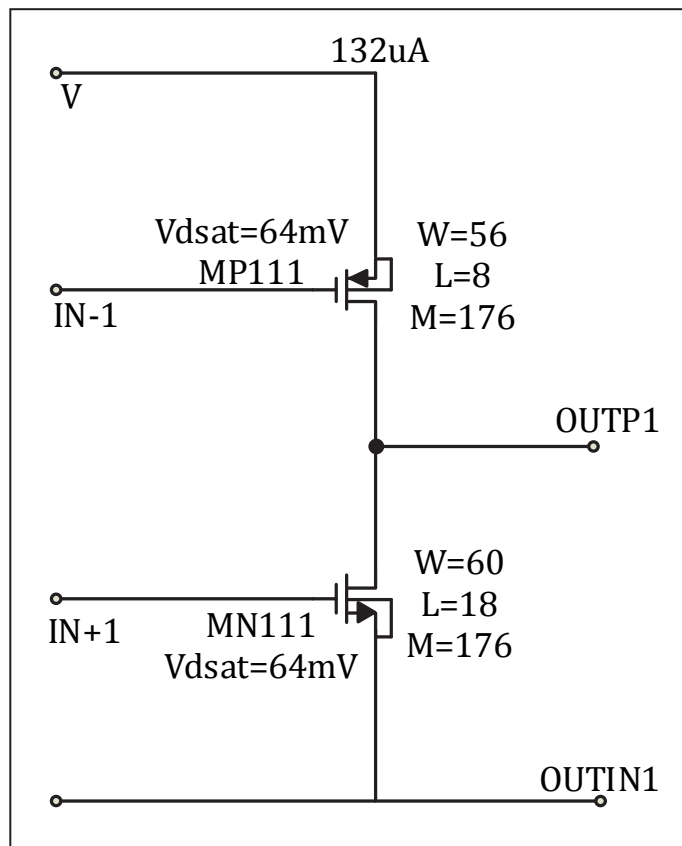 132uA
V
Vdsat=64mV
MP111
W=56
L=8
M=176
IN-1
OUTP1
W=60
L=18
M=176
IN+1
MN111
Vdsat=64mV
OUTIN1